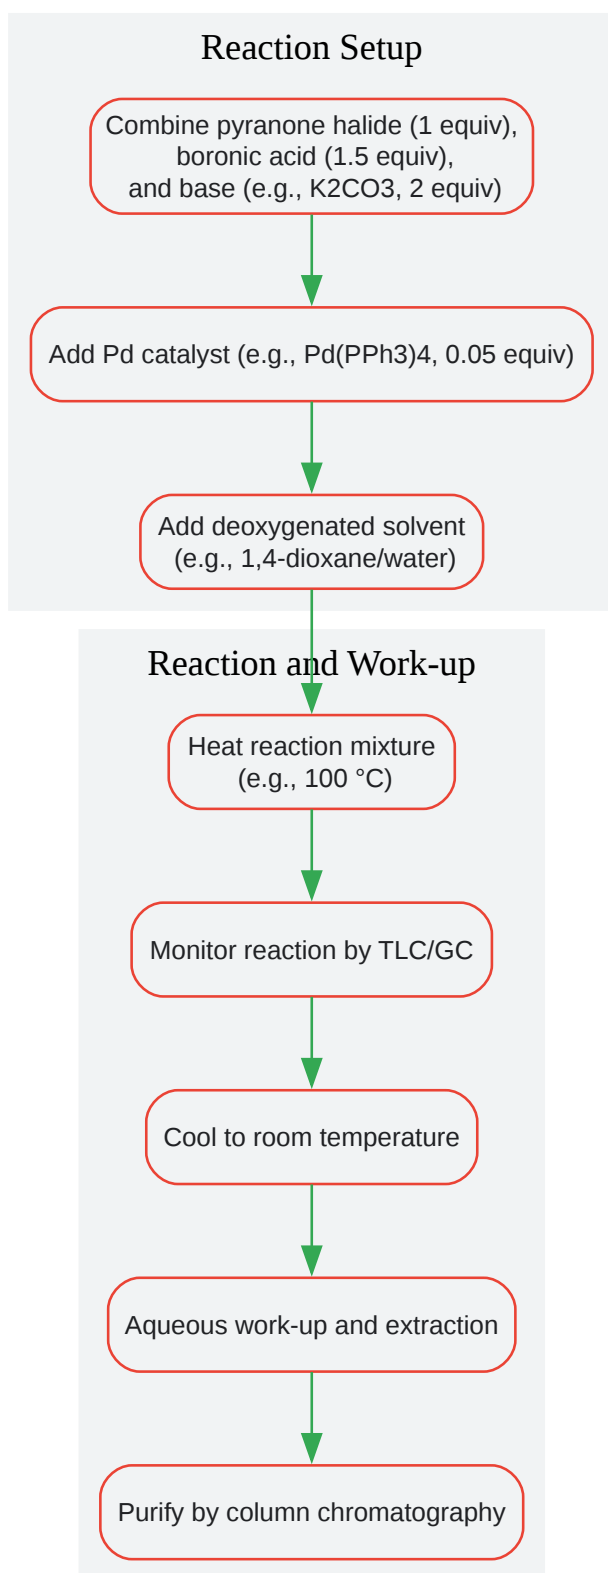 Reaction Setup
Combine pyranone halide (1 equiv),
boronic acid (1.5 equiv),
and base (e.g., K2CO3, 2 equiv)
Add Pd catalyst (e.g., Pd(PPh3)4, 0.05 equiv)
Add deoxygenated solvent
(e.g., 1,4-dioxane/water)
Reaction and Work-up
Heat reaction mixture
(e.g., 100 °C)
Monitor reaction by TLC/GC
Cool to room temperature
Aqueous work-up and extraction
Purify by column chromatography